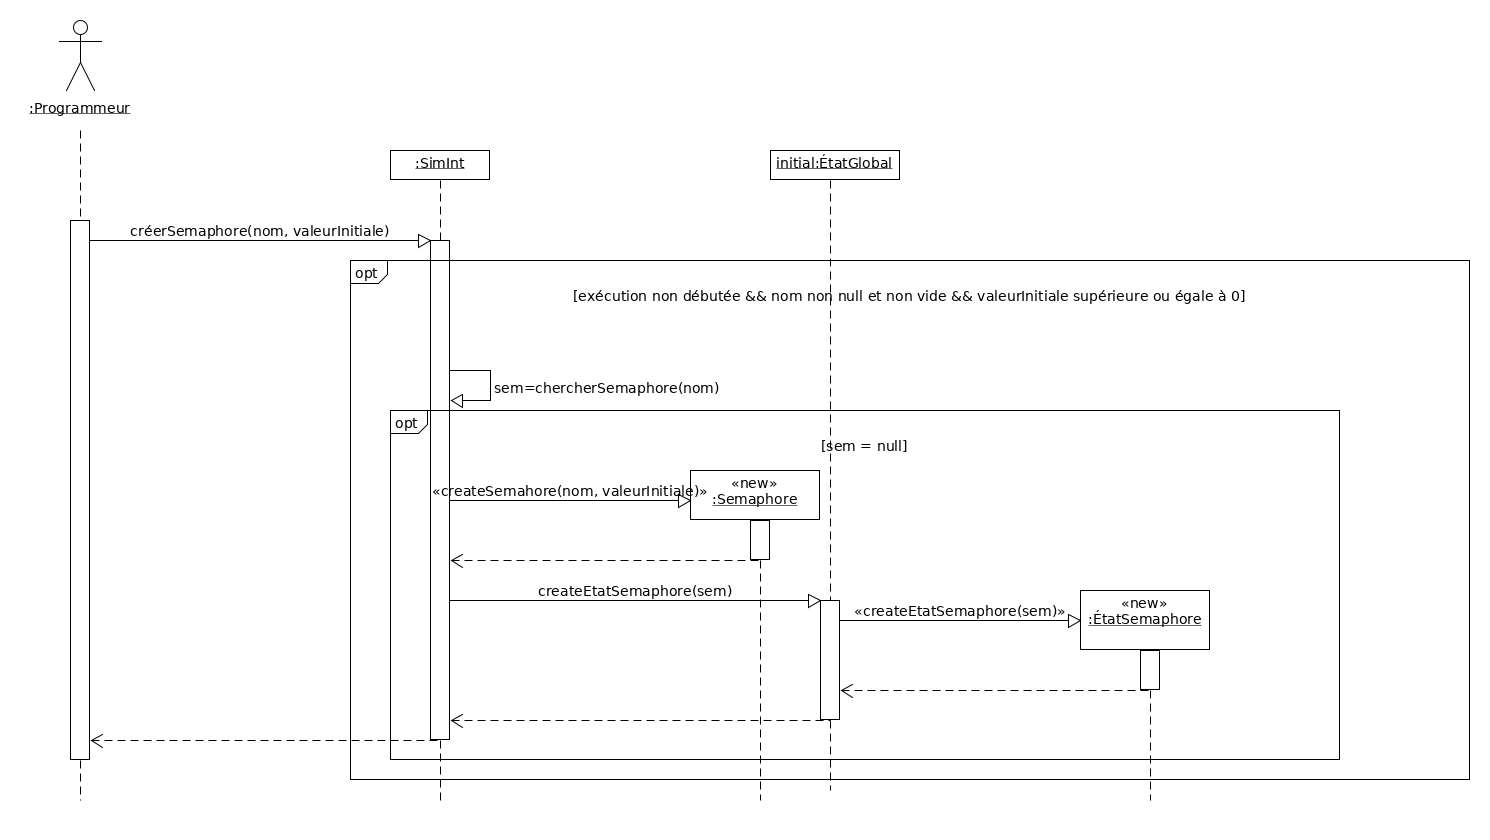 :Programmeur
:SimInt
initial:ÉtatGlobal
créerSemaphore(nom, valeurInitiale)
opt
[exécution non débutée && nom non null et non vide && valeurInitiale supérieure ou égale à 0]
sem=chercherSemaphore(nom)
opt
[sem = null]
«createSemahore(nom, valeurInitiale)»
«new»
:Semaphore
createEtatSemaphore(sem)
«createEtatSemaphore(sem)»
«new»
:ÉtatSemaphore